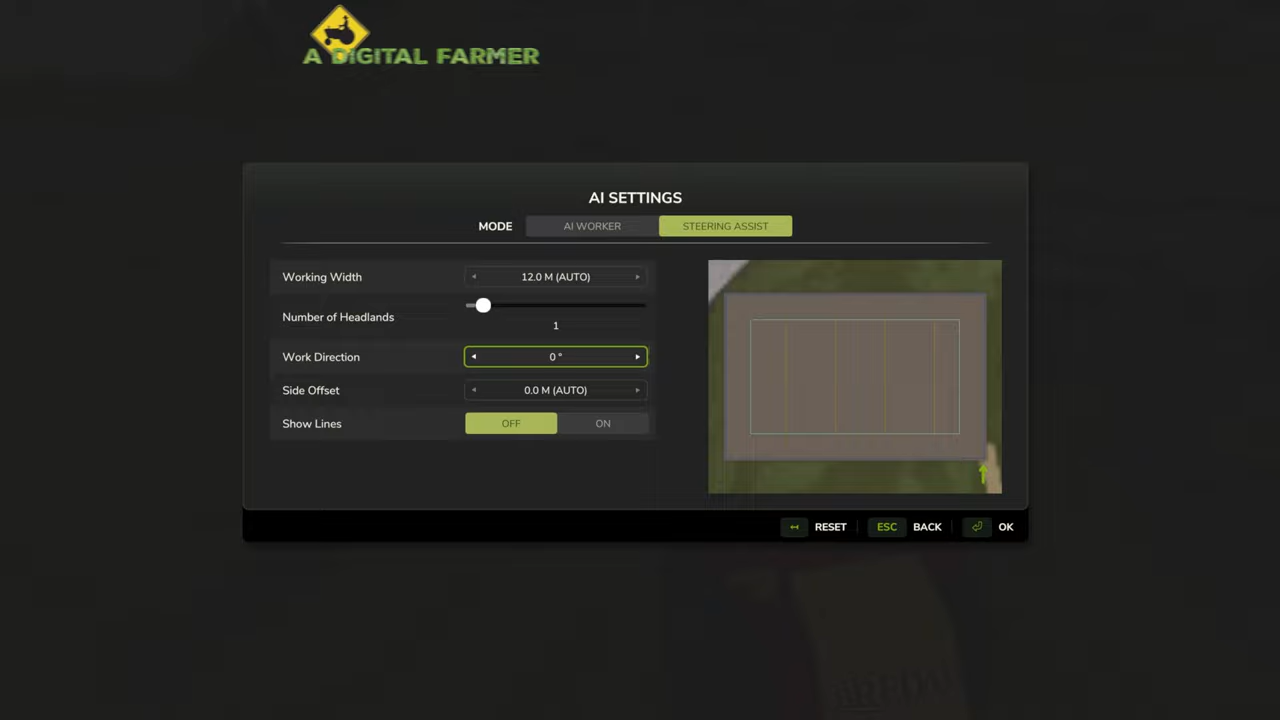 A DIGITAL FARMER
AI SETTINGS
MODE AI WORKER STEERING ASSIST
Working Width 12.0 M (AUTO)
Number of Headlands
1
Work Direction 0 °
Side Offset 0.0 M (AUTO)
Show Lines OFF ON
RESET ESC BACK OK